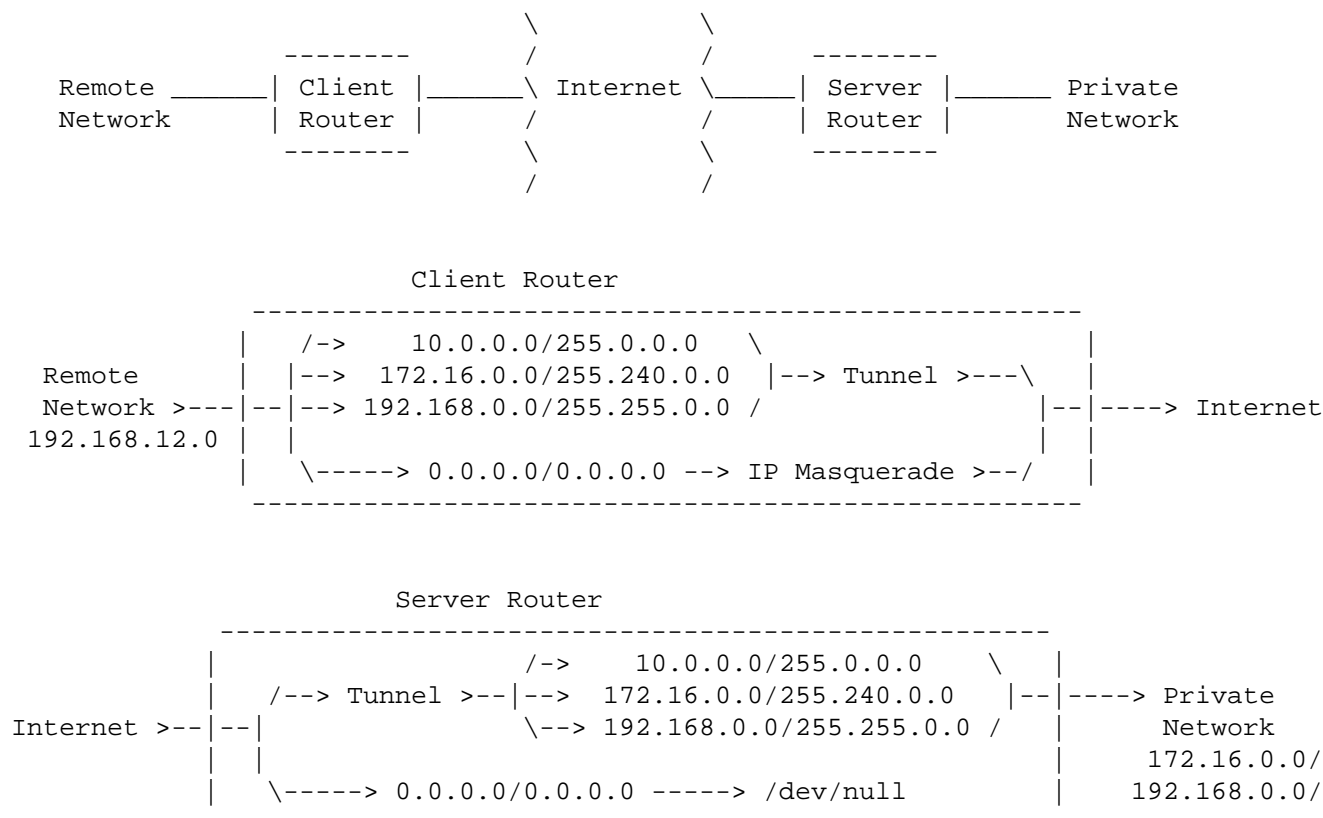 \          \
                 --------       /          /      --------
   Remote ______| Client |______\ Internet \_____| Server |______ Private
   Network      | Router |      /          /     | Router |       Network
                 --------       \          \      --------
                                /          /

                         Client Router
               ----------------------------------------------------
              |   /->    10.0.0.0/255.0.0.0   \                    |
  Remote      |  |-->  172.16.0.0/255.240.0.0  |--> Tunnel >---\   |
  Network >---|--|--> 192.168.0.0/255.255.0.0 /                 |--|----> Internet
 192.168.12.0 |  |                                              |  |
              |   \-----> 0.0.0.0/0.0.0.0 --> IP Masquerade >--/   |
               ----------------------------------------------------

                        Server Router
             ----------------------------------------------------
            |                   /->    10.0.0.0/255.0.0.0    \   |
            |   /--> Tunnel >--|-->  172.16.0.0/255.240.0.0  |--|----> Private
Internet >--|--|                \--> 192.168.0.0/255.255.0.0 /   |      Network
            |  |                                                 |     172.16.0.0/
            |   \-----> 0.0.0.0/0.0.0.0 -----> /dev/null         |    192.168.0.0/